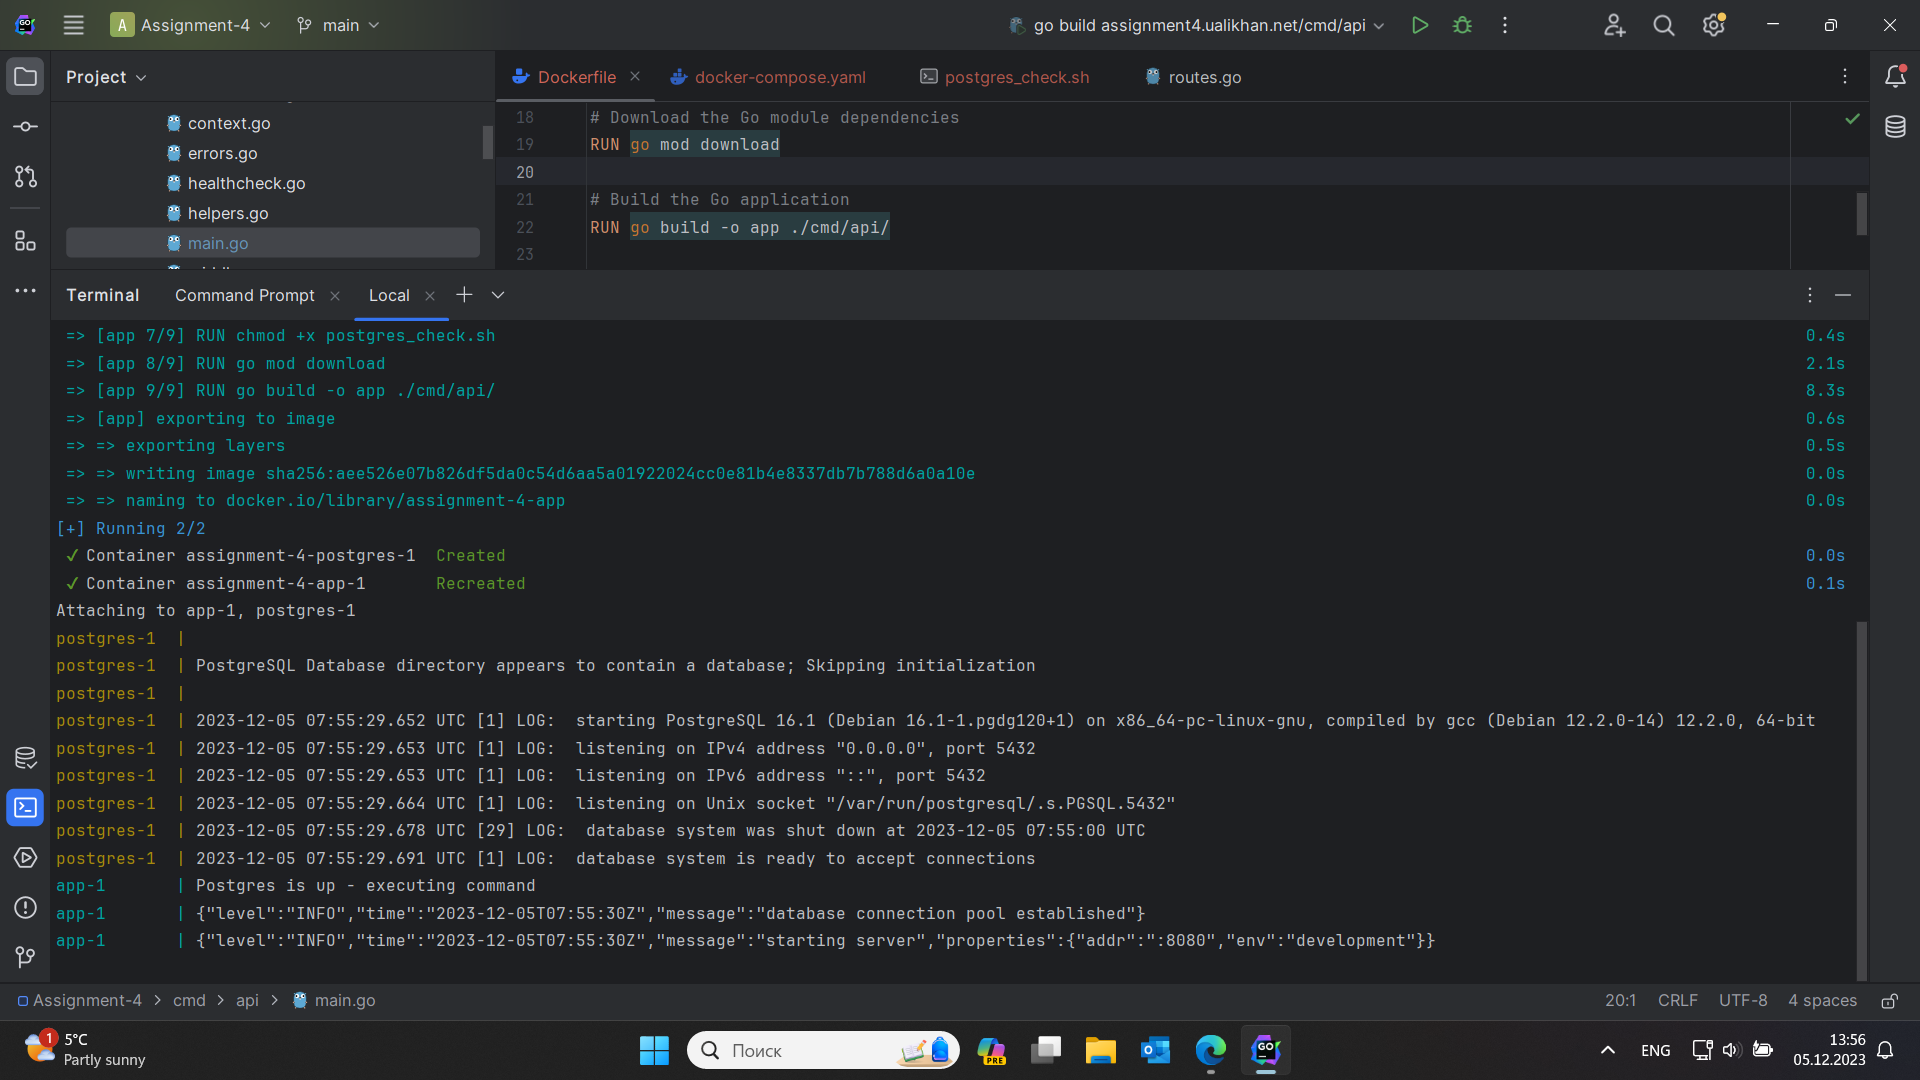 GO
A Assignment-4
main
go build assignment4.ualikhan.net/cmd/api
Project
Dockerfile
docker-compose.yaml
postgres_check.sh
routes.go
context.go
errors.go
healthcheck.go
helpers.go
main.go
18 # Download the Go module dependencies
19 RUN go mod download
20
21 # Build the Go application
22 RUN go build -o app ./cmd/api/
23
Terminal
Command Prompt
Local
=> [app 7/9] RUN chmod +x postgres_check.sh 0.4s
=> [app 8/9] RUN go mod download 2.1s
=> [app 9/9] RUN go build -o app ./cmd/api/ 8.3s
=> [app] exporting to image 0.6s
=> => exporting layers 0.5s
=> => writing image sha256:aee526e07b826df5da0c54d6aa5a01922024cc0e81b4e8337db7b788d6a0a10e 0.0s
=> => naming to docker.io/library/assignment-4-app 0.0s
[+] Running 2/2
✓ Container assignment-4-postgres-1 Created 0.0s
✓ Container assignment-4-app-1 Recreated 0.1s
Attaching to app-1, postgres-1
postgres-1 |
postgres-1 | PostgreSQL Database directory appears to contain a database; Skipping initialization
postgres-1 |
postgres-1 | 2023-12-05 07:55:29.652 UTC [1] LOG: starting PostgreSQL 16.1 (Debian 16.1-1.pgdg120+1) on x86_64-pc-linux-gnu, compiled by gcc (Debian 12.2.0-14) 12.2.0, 64-bit
postgres-1 | 2023-12-05 07:55:29.653 UTC [1] LOG: listening on IPv4 address "0.0.0.0", port 5432
postgres-1 | 2023-12-05 07:55:29.653 UTC [1] LOG: listening on IPv6 address "::", port 5432
postgres-1 | 2023-12-05 07:55:29.664 UTC [1] LOG: listening on Unix socket "/var/run/postgresql/.s.PGSQL.5432"
postgres-1 | 2023-12-05 07:55:29.678 UTC [29] LOG: database system was shut down at 2023-12-05 07:55:00 UTC
postgres-1 | 2023-12-05 07:55:29.691 UTC [1] LOG: database system is ready to accept connections
app-1 | Postgres is up - executing command
app-1 | {"level":"INFO","time":"2023-12-05T07:55:30Z","message":"database connection pool established"}
app-1 | {"level":"INFO","time":"2023-12-05T07:55:30Z","message":"starting server","properties":{"addr":":8080","env":"development"}}
Assignment-4 > cmd > api > main.go
20:1 CRLF UTF-8 4 spaces
1
5°C
Partly sunny
Поиск
PRE
GO
ENG
13:56
05.12.2023